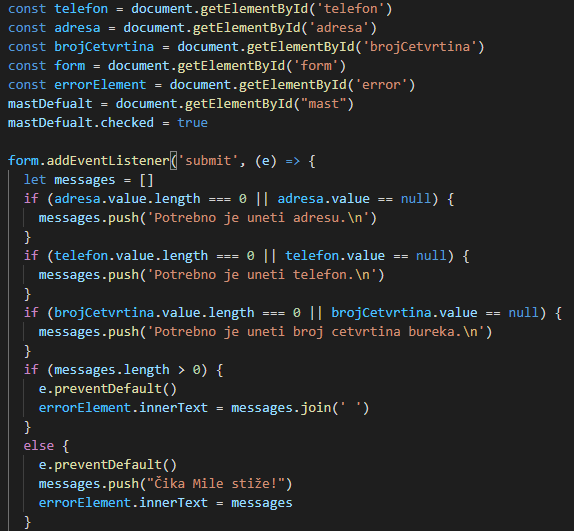 const telefon = document.getElementById('telefon')
const adresa = document.getElementById('adresa')
const brojCetvrtina = document.getElementById('brojCetvrtina')
const form = document.getElementById('form')
const errorElement = document.getElementById('error')
mastDefualt = document.getElementById("mast")
mastDefualt.checked = true

form.addEventListener('submit', (e) => {
  let messages = []
  if (adresa.value.length === 0 || adresa.value == null) {
    messages.push('Potrebno je uneti adresu.\n')
  }
  if (telefon.value.length === 0 || telefon.value == null) {
    messages.push('Potrebno je uneti telefon.\n')
  }
  if (brojCetvrtina.value.length === 0 || brojCetvrtina.value == null) {
    messages.push('Potrebno je uneti broj cetvrtina bureka.\n')
  }
  if (messages.length > 0) {
    e.preventDefault()
    errorElement.innerText = messages.join(' ')
  }
  else {
    e.preventDefault()
    messages.push("Čika Mile stiže!")
    errorElement.innerText = messages
  }